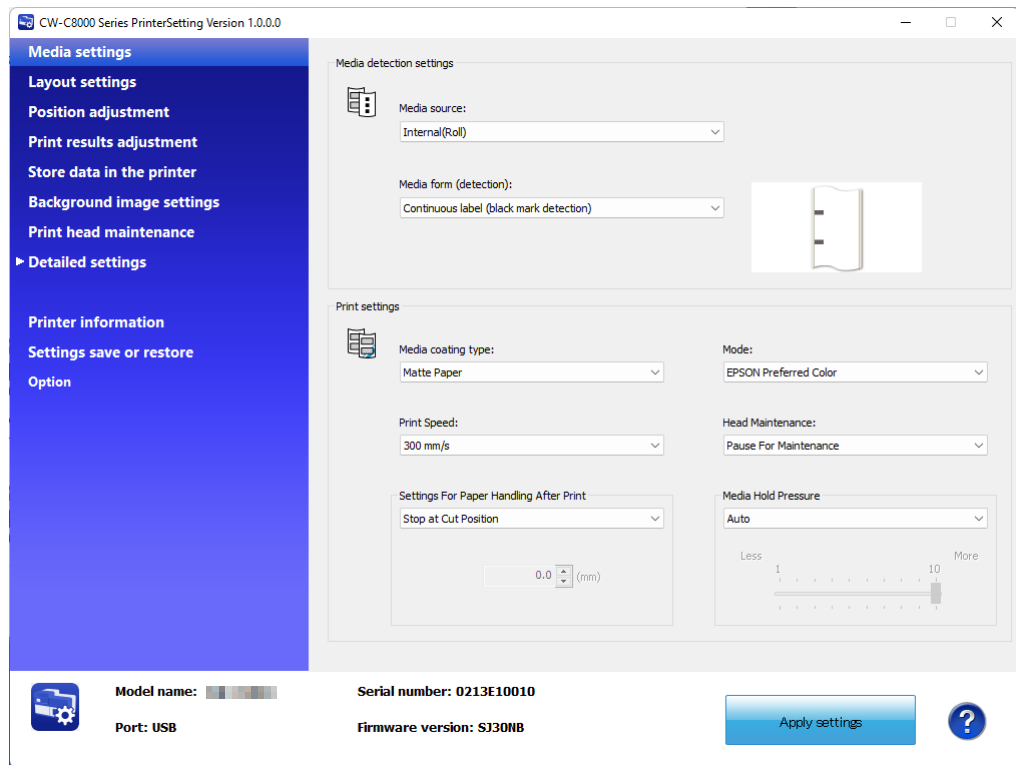 CW-C8000 Series PrinterSetting Version 1.0.0.0
Media settings
Layout settings
Position adjustment
Print results adjustment
Store data in the printer
Background image settings
Print head maintenance
Detailed settings
Printer information
Settings save or restore
Option
Media detection settings
Media source:
Internal(Roll)
Media form (detection):
Continuous label (black mark detection)
Print settings
Media coating type:
Matte Paper
Mode:
EPSON Preferred Color
Print Speed:
300 mm/s
Head Maintenance:
Pause For Maintenance
Settings For Paper Handling After Print
Stop at Cut Position
0.0 (mm)
Media Hold Pressure
Auto
Less More
1 10
Model name:
Serial number: 0213E10010
Port: USB
Firmware version: SJ30NB
Apply settings
?